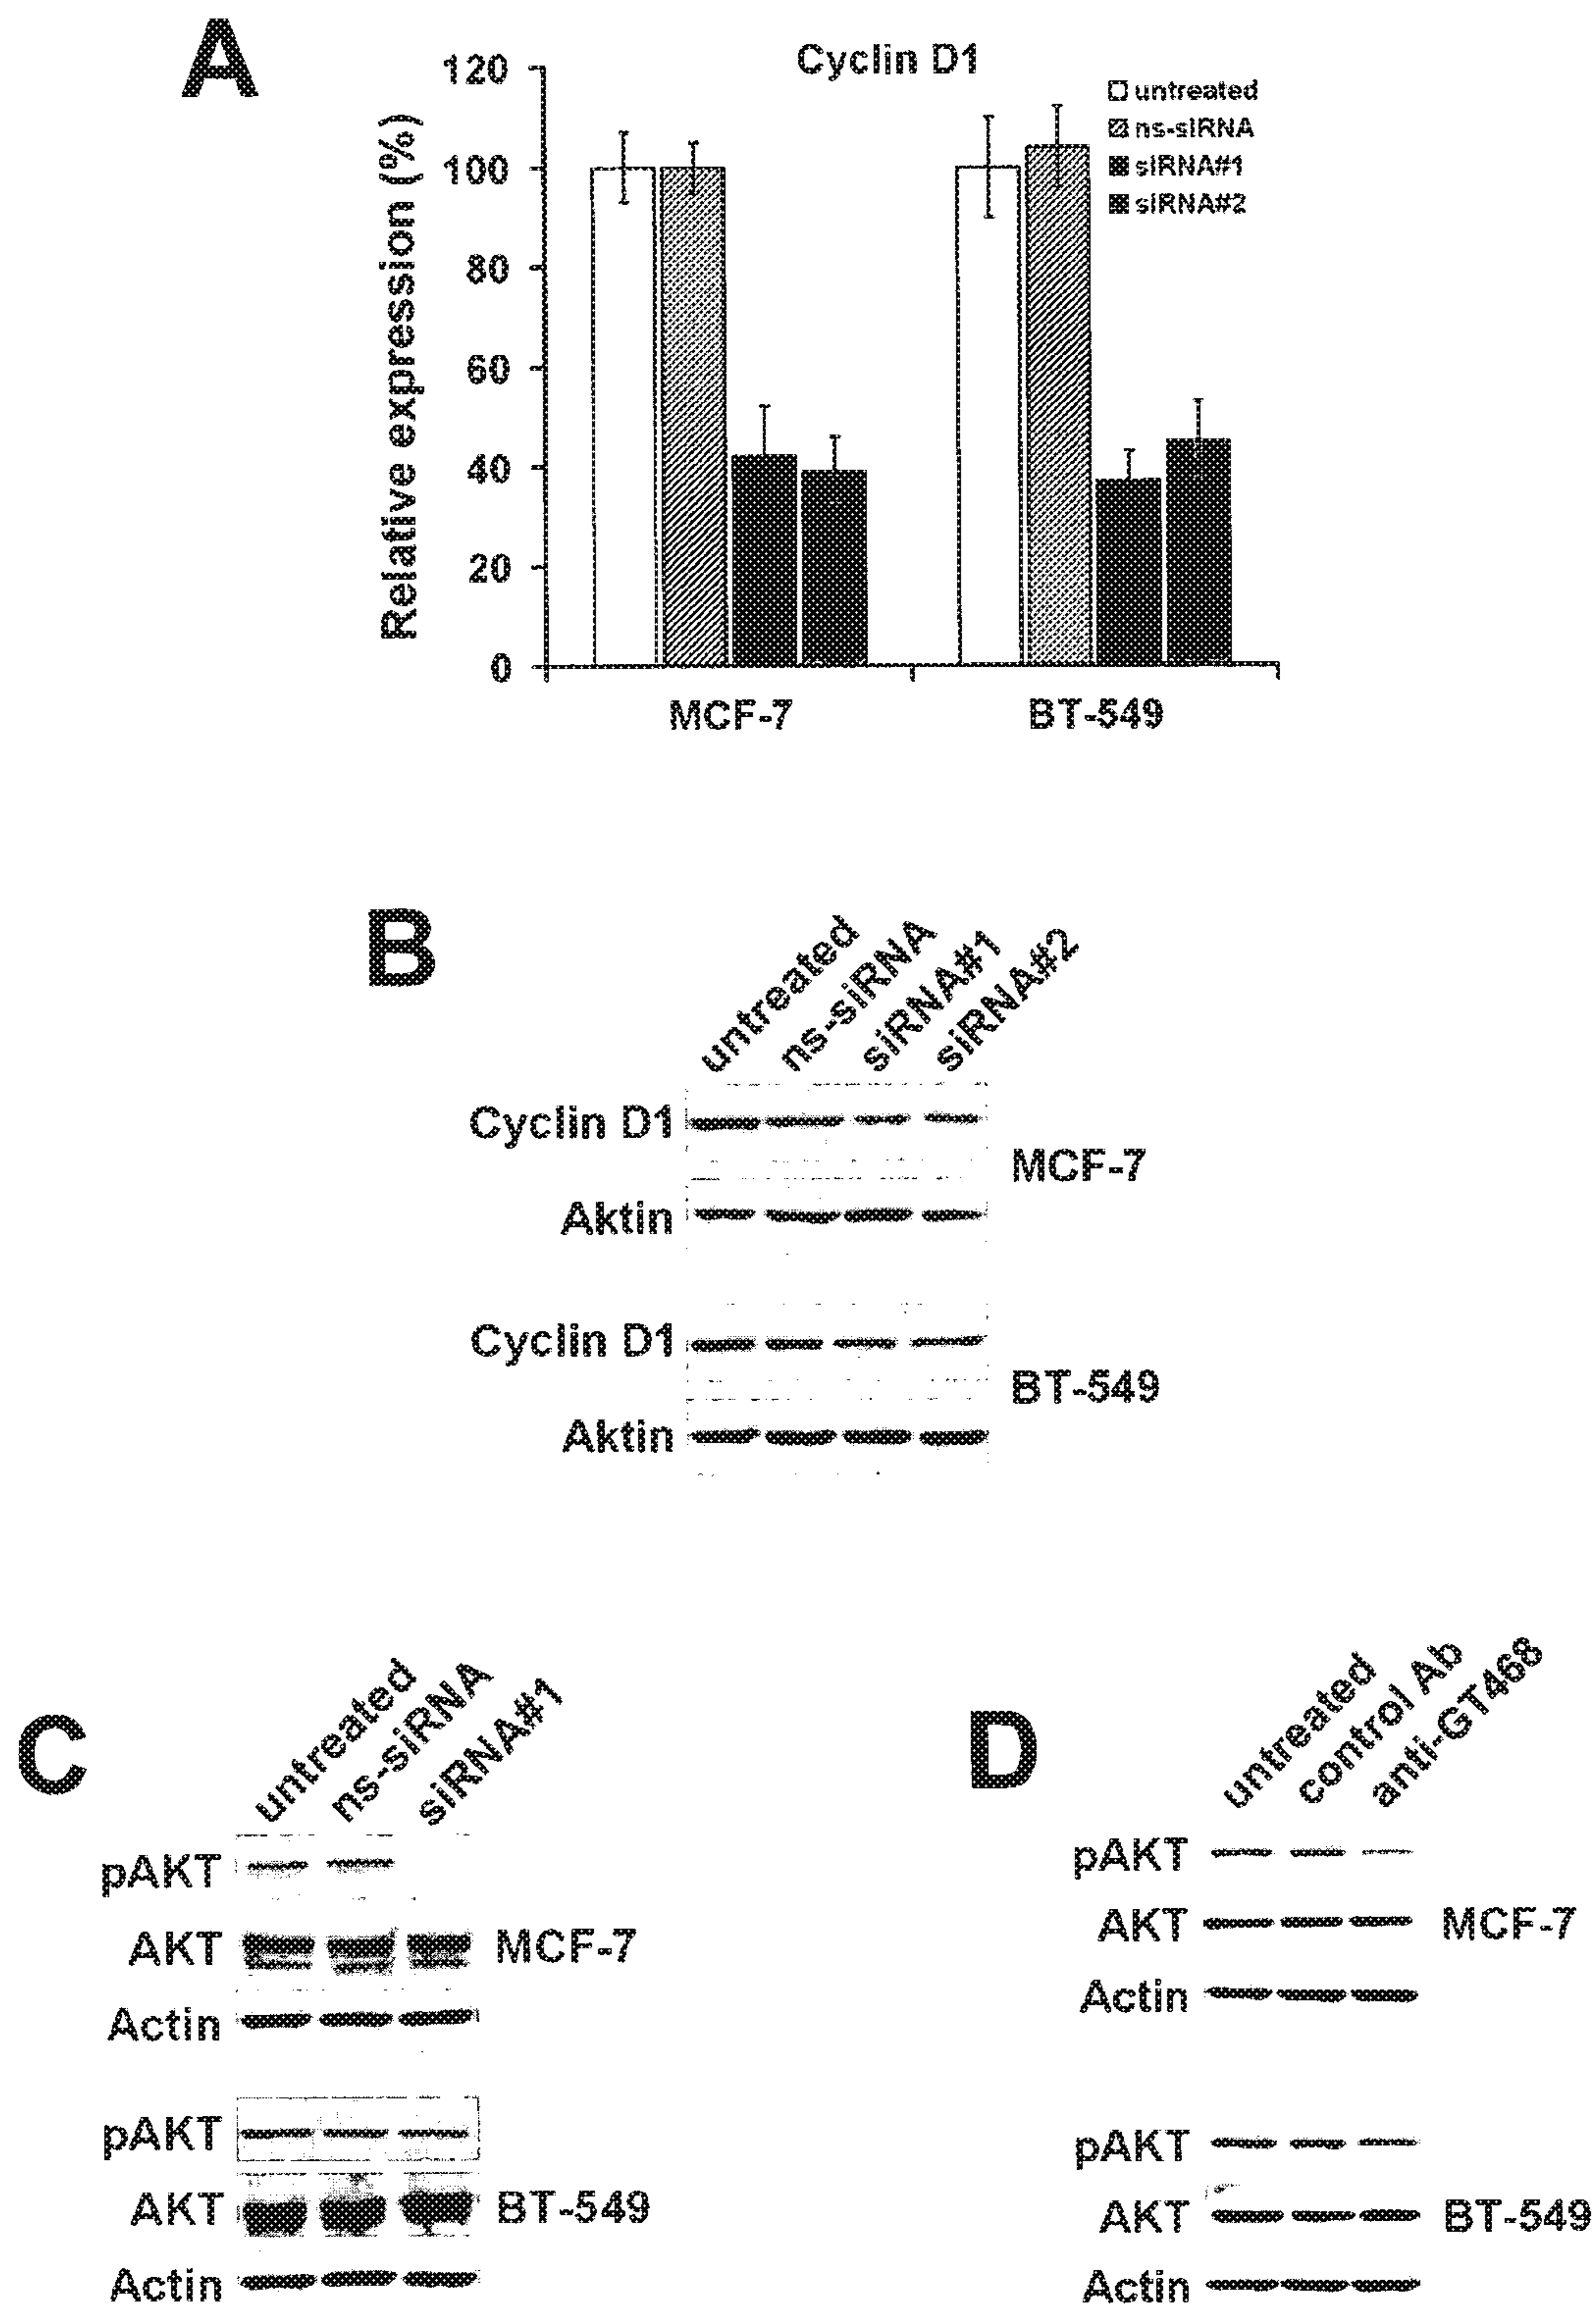 A
Cyclin D1
Relative expression (%)
120
100
80
60
40
20
0
untreated
ns-siRNA
siRNA#1
siRNA#2
MCF-7
BT-549
B
untreated
ns-siRNA
siRNA#1
siRNA#2
Cyclin D1
MCF-7
Aktin
Cyclin D1
BT-549
Aktin
C
untreated
ns-siRNA
siRNA#1
pAKT
AKT
MCF-7
Actin
pAKT
AKT
BT-549
Actin
D
untreated
control Ab
anti-GT468
pAKT
AKT
MCF-7
Actin
pAKT
AKT
BT-549
Actin